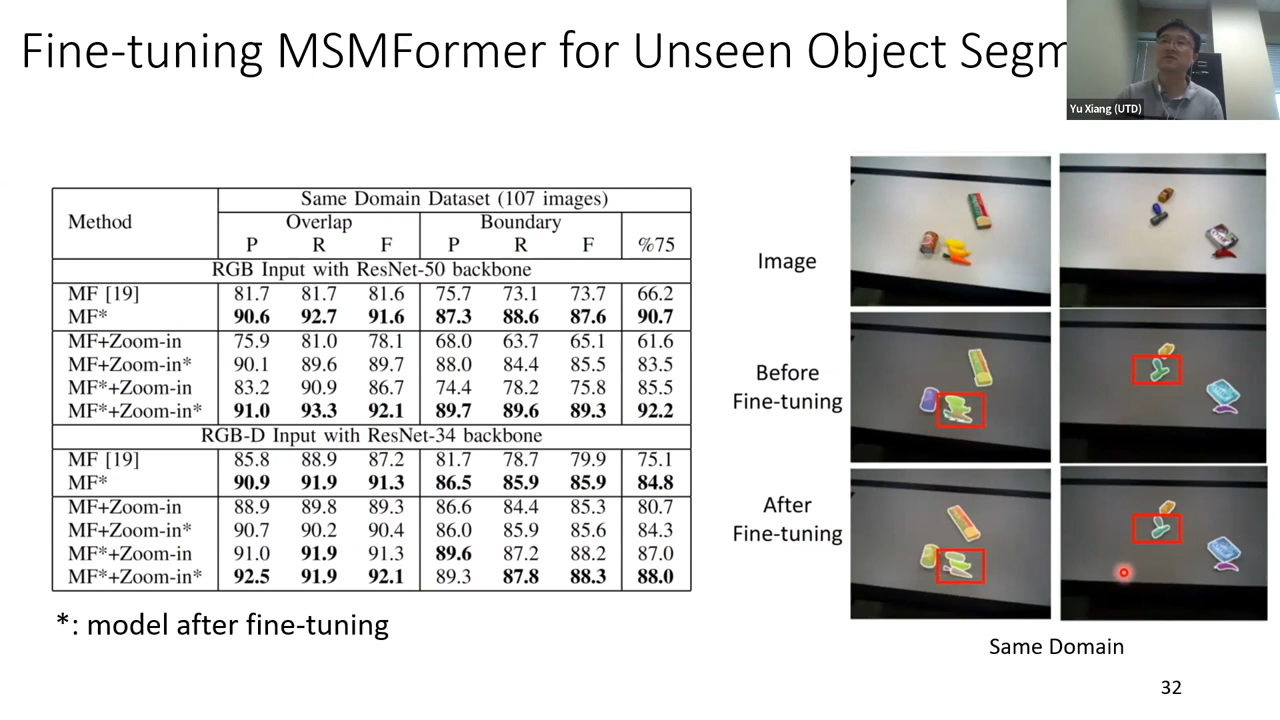 Fine-tuning MSMFormer for Unseen Object Segm
Yu Xiang (UTD)
Method
Same Domain Dataset (107 images)
Overlap Boundary
P R F P R F %75
RGB Input with ResNet-50 backbone
MF [19] 81.7 81.7 81.6 75.7 73.1 73.7 66.2
MF* 90.6 92.7 91.6 87.3 88.6 87.6 90.7
MF+Zoom-in 75.9 81.0 78.1 68.0 63.7 65.1 61.6
MF+Zoom-in* 90.1 89.6 89.7 88.0 84.4 85.5 83.5
MF*+Zoom-in 83.2 90.9 86.7 74.4 78.2 75.8 85.5
MF*+Zoom-in* 91.0 93.3 92.1 89.7 89.6 89.3 92.2
RGB-D Input with ResNet-34 backbone
MF [19] 85.8 88.9 87.2 81.7 78.7 79.9 75.1
MF* 90.9 91.9 91.3 86.5 85.9 85.9 84.8
MF+Zoom-in 88.9 89.8 89.3 86.6 84.4 85.3 80.7
MF+Zoom-in* 90.7 90.2 90.4 86.0 85.9 85.6 84.3
MF*+Zoom-in 91.0 91.9 91.3 89.6 87.2 88.2 87.0
MF*+Zoom-in* 92.5 91.9 92.1 89.3 87.8 88.3 88.0
*: model after fine-tuning
Image
Before
Fine-tuning
After
Fine-tuning
Same Domain
32